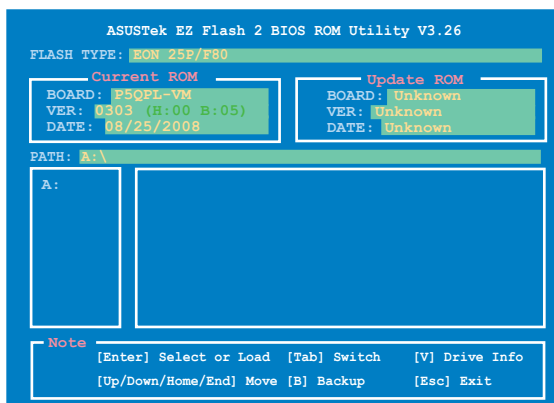 ASUSTek EZ Flash 2 BIOS ROM Utility V3.26
FLASH TYPE: EON 25P/F80
Current ROM
BOARD: P5QPL-VM
VER: 0303 (H:00 B:05)
DATE: 08/25/2008
Update ROM
BOARD: Unknown
VER: Unknown
DATE: Unknown
PATH: A:\
A:
Note
[Enter] Select or Load [Tab] Switch [V] Drive Info
[Up/Down/Home/End] Move [B] Backup [Esc] Exit